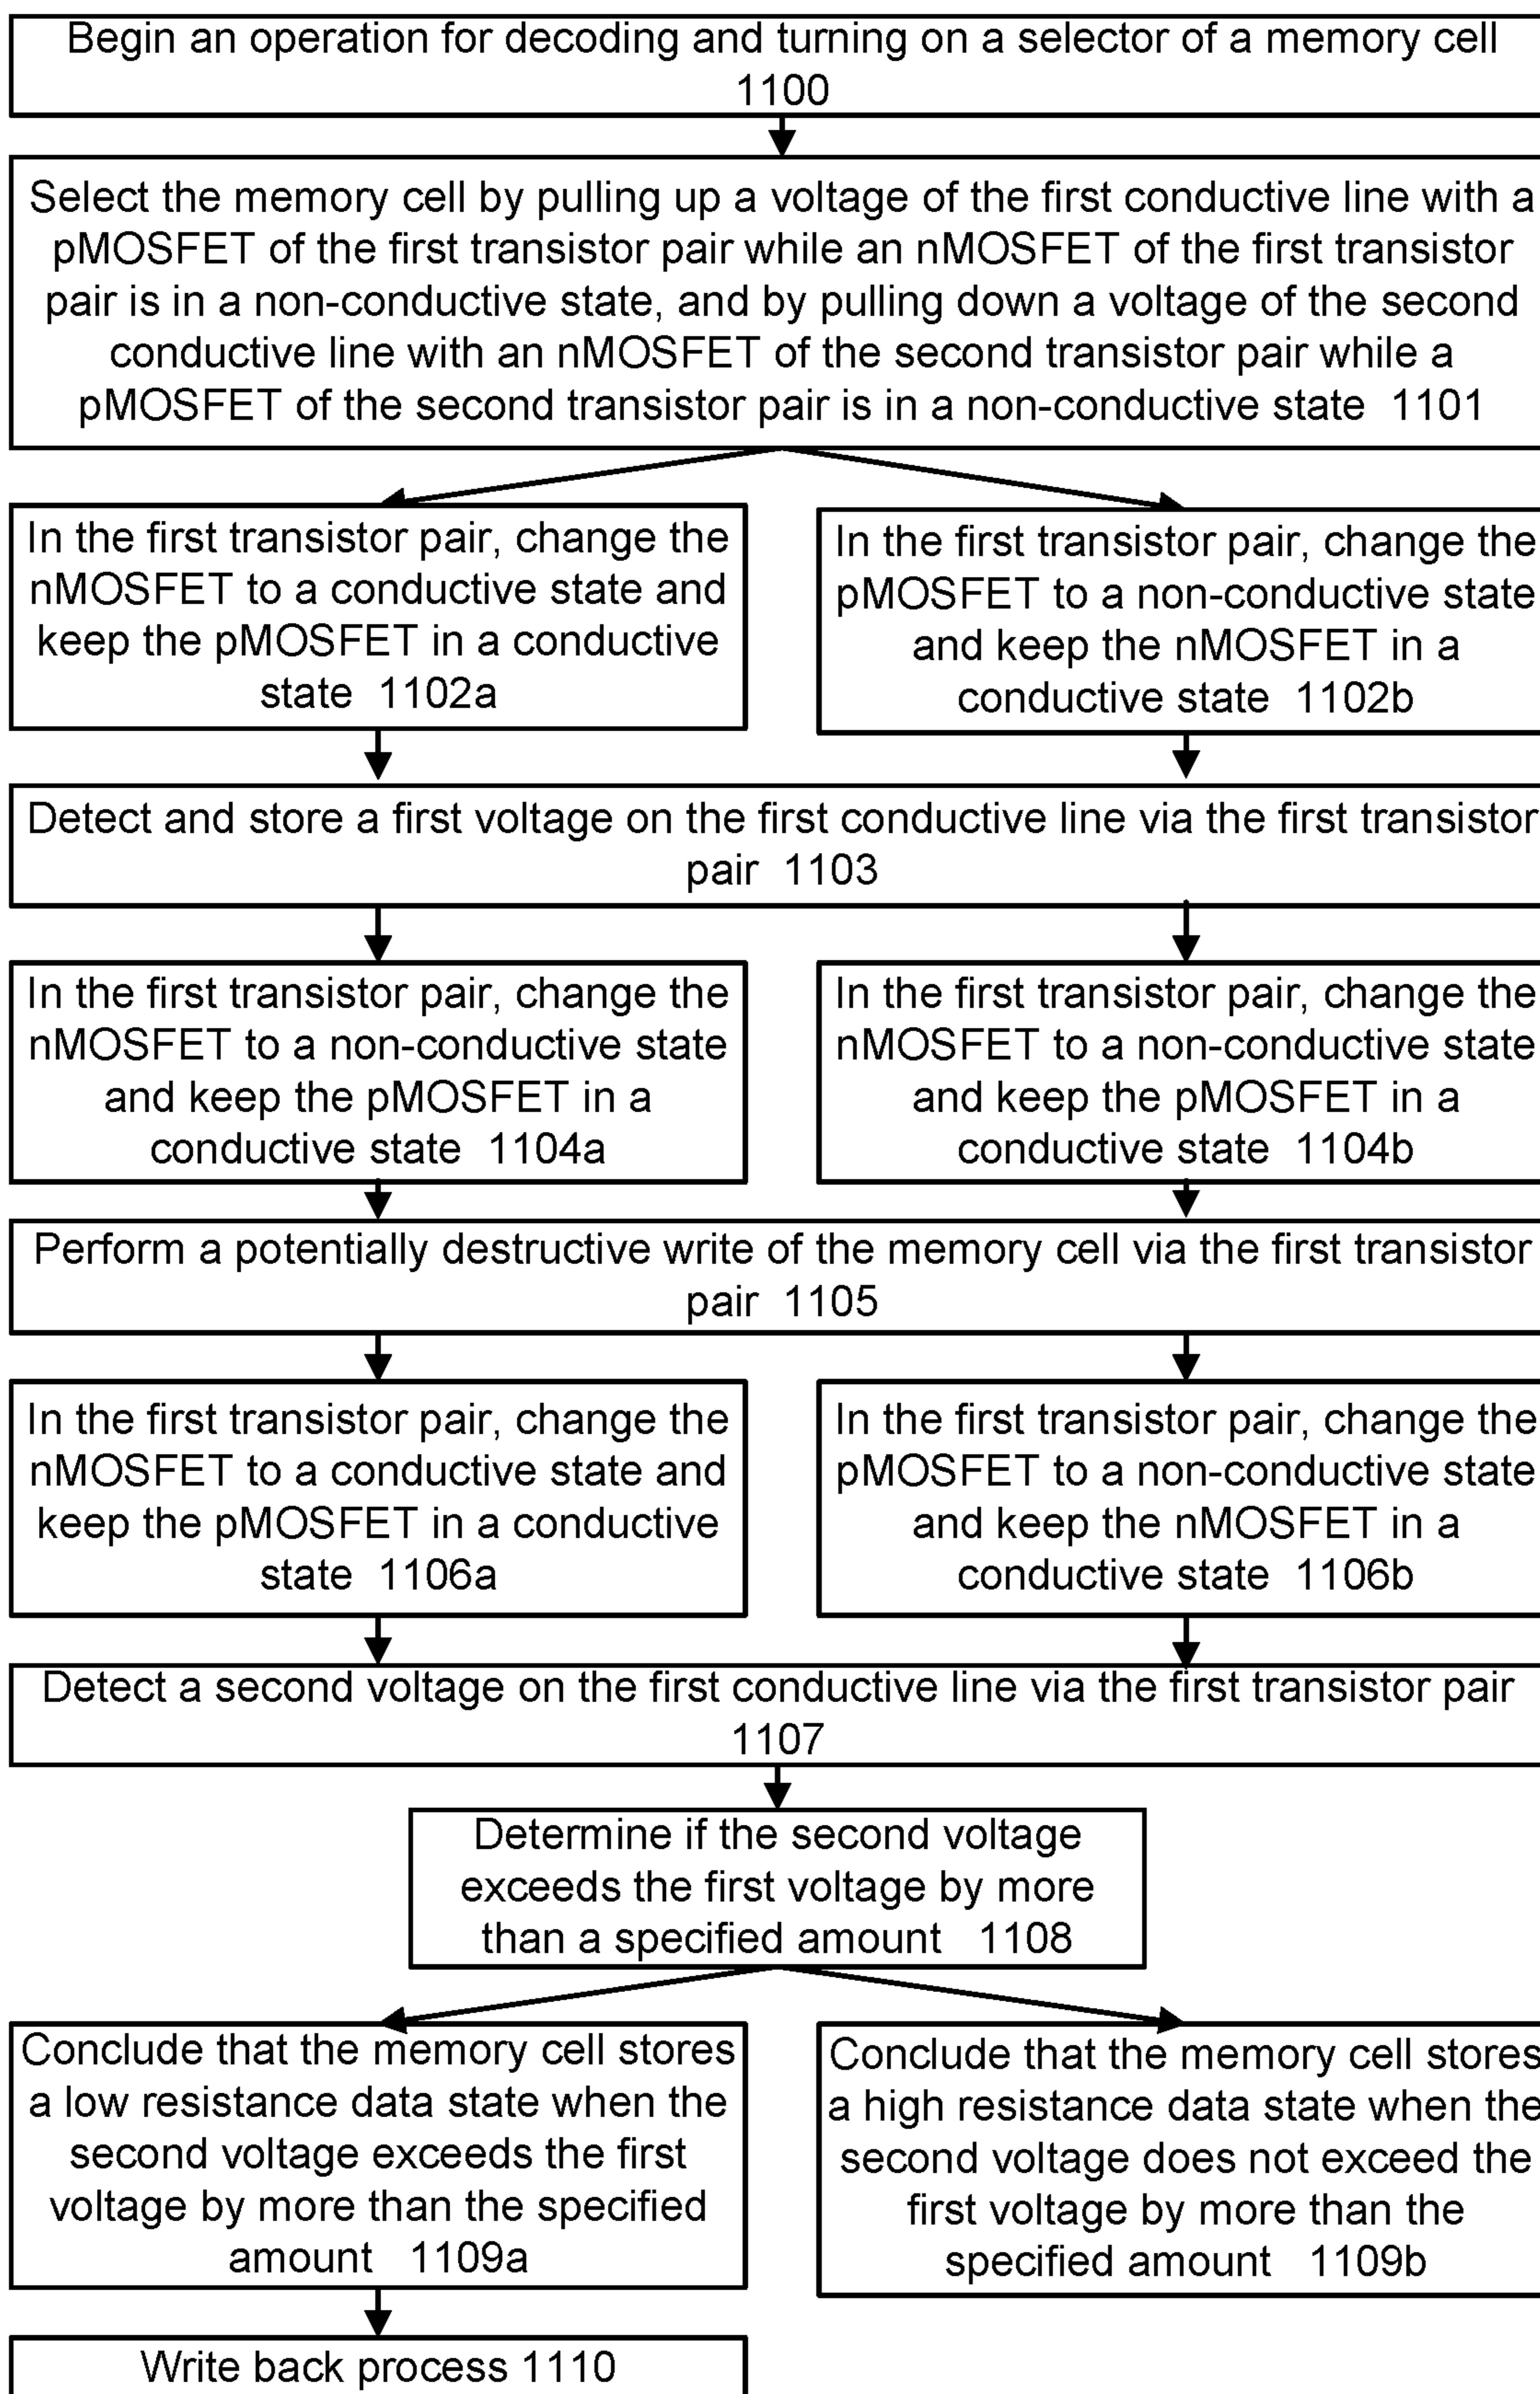 Begin an operation for decoding and turning on a selector of a memory cell
1100
Select the memory cell by pulling up a voltage of the first conductive line with a
pMOSFET of the first transistor pair while an nMOSFET of the first transistor
pair is in a non-conductive state, and by pulling down a voltage of the second
conductive line with an nMOSFET of the second transistor pair while a
pMOSFET of the second transistor pair is in a non-conductive state 1101
In the first transistor pair, change the
nMOSFET to a conductive state and
keep the pMOSFET in a conductive
state 1102a
In the first transistor pair, change the
pMOSFET to a non-conductive state
and keep the nMOSFET in a
conductive state 1102b
Detect and store a first voltage on the first conductive line via the first transistor
pair 1103
In the first transistor pair, change the
nMOSFET to a non-conductive state
and keep the pMOSFET in a
conductive state 1104a
In the first transistor pair, change the
nMOSFET to a non-conductive state
and keep the pMOSFET in a
conductive state 1104b
Perform a potentially destructive write of the memory cell via the first transistor
pair 1105
In the first transistor pair, change the
nMOSFET to a conductive state and
keep the pMOSFET in a conductive
state 1106a
In the first transistor pair, change the
pMOSFET to a non-conductive state
and keep the nMOSFET in a
conductive state 1106b
Detect a second voltage on the first conductive line via the first transistor pair
1107
Determine if the second voltage
exceeds the first voltage by more
than a specified amount 1108
Conclude that the memory cell stores
a low resistance data state when the
second voltage exceeds the first
voltage by more than the specified
amount 1109a
Conclude that the memory cell stores
a high resistance data state when the
second voltage does not exceed the
first voltage by more than the
specified amount 1109b
Write back process 1110